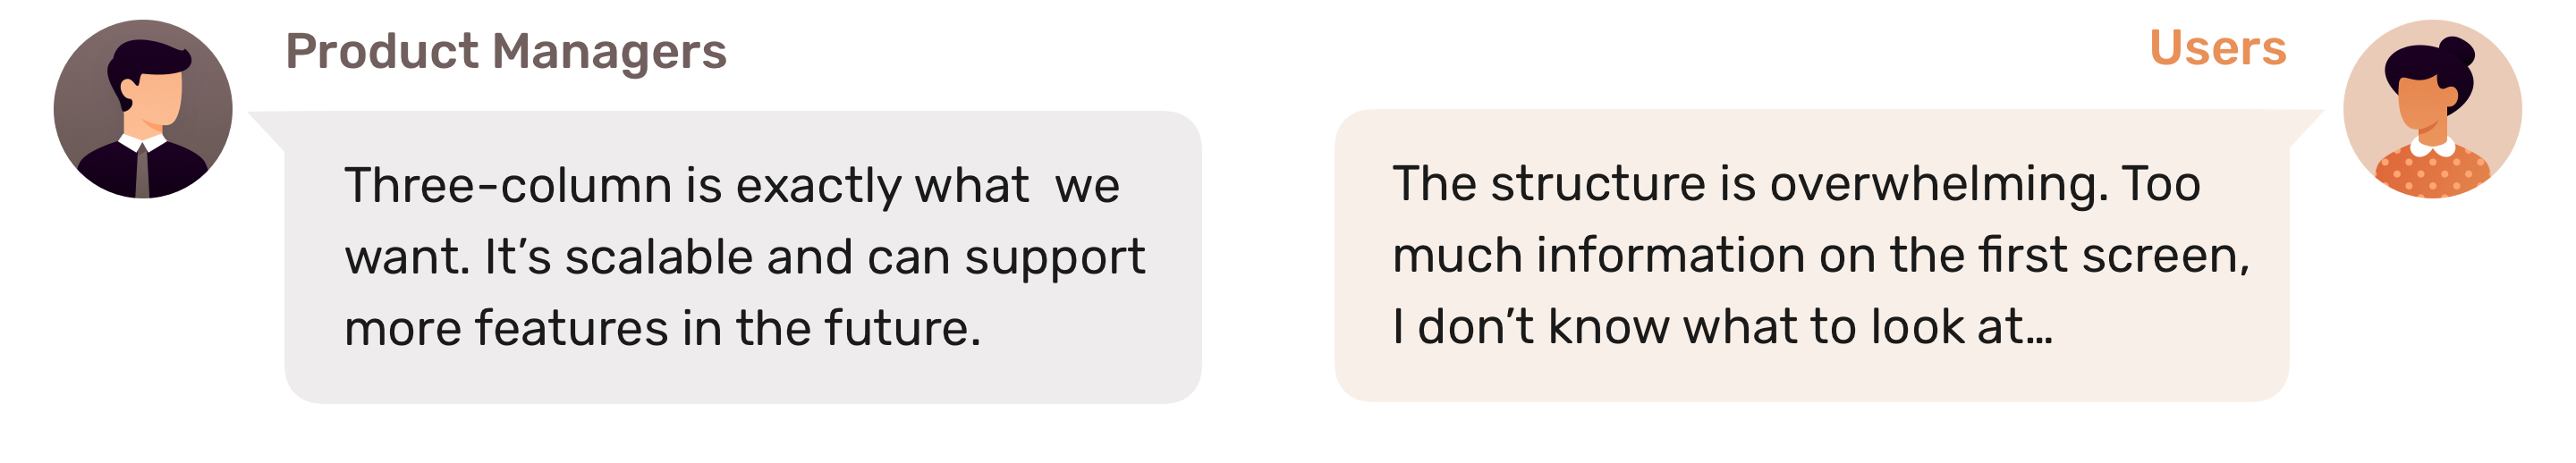 Product Managers
Three-column is exactly what  we
want. It’s scalable and can support
more features in the future.
Users
The structure is overwhelming. Too
much information on the first screen,
I don’t know what to look at…